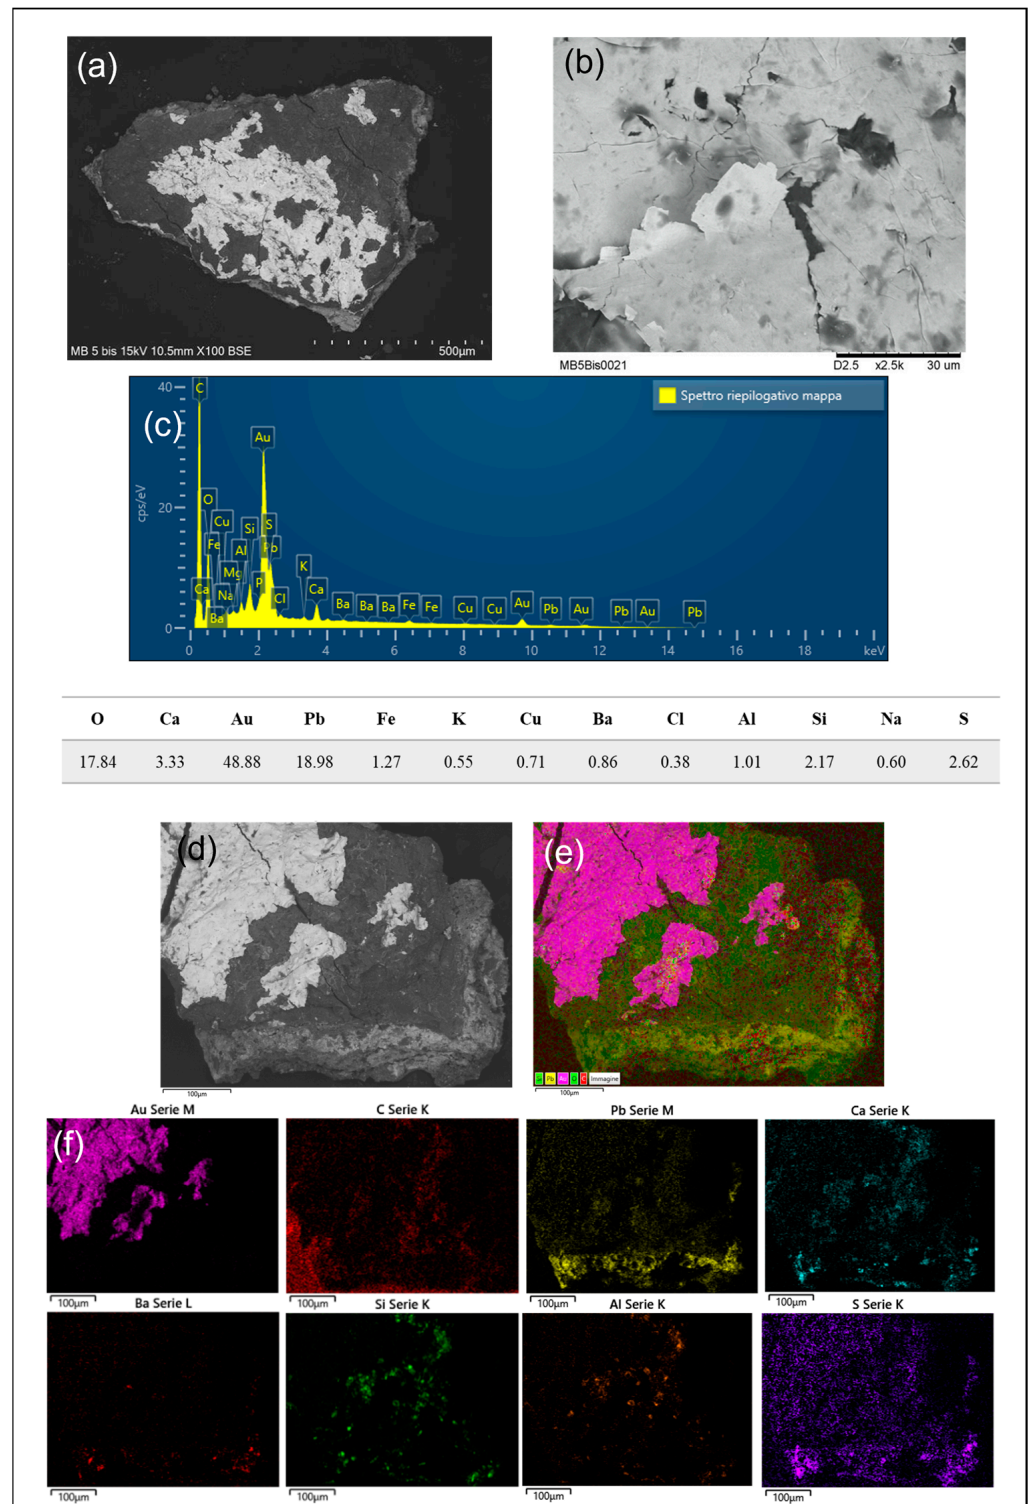 (a)
MB 5 bis 15kV 10.5mm X100 BSE 500µm
(b)
MB5Bis0021 D2.5 x2.5k 30 um
(c)
Spettro riepilogativo mappa
cps/eV
40
20
0
C
Au
O
Cu
S
Si
Fe
Al
Pb
K
Mg
P
Ca
Na
Cl
Ca
Ba
Ba Ba Ba Fe Fe Cu Cu Au Pb Au Pb Au Pb
0 2 4 6 8 10 12 14 16 18 keV
O Ca Au Pb Fe K Cu Ba Cl Al Si Na S
17.84 3.33 48.88 18.98 1.27 0.55 0.71 0.86 0.38 1.01 2.17 0.60 2.62
(d)
100µm
(e)
Si Pb Au O C Immagine
100µm
(f)
Au Serie M C Serie K Pb Serie M Ca Serie K
100µm 100µm 100µm 100µm
Ba Serie L Si Serie K Al Serie K S Serie K
100µm 100µm 100µm 100µm